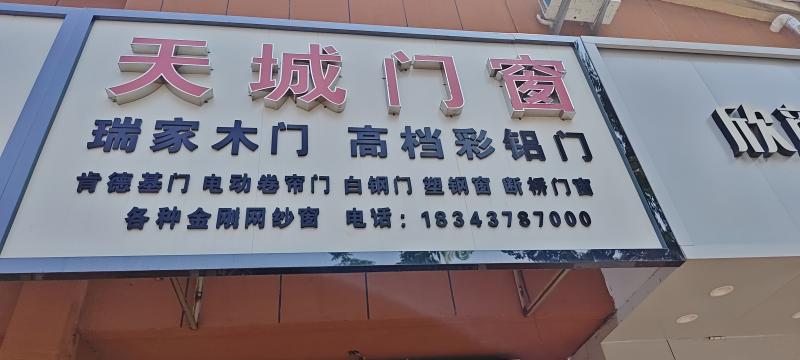 天城门窗
瑞家木门 高档彩铝门
肯德基门 电动卷帘门 白钢门 塑钢窗 断桥门窗
各种金刚网纱窗 电话：18343787000
欣